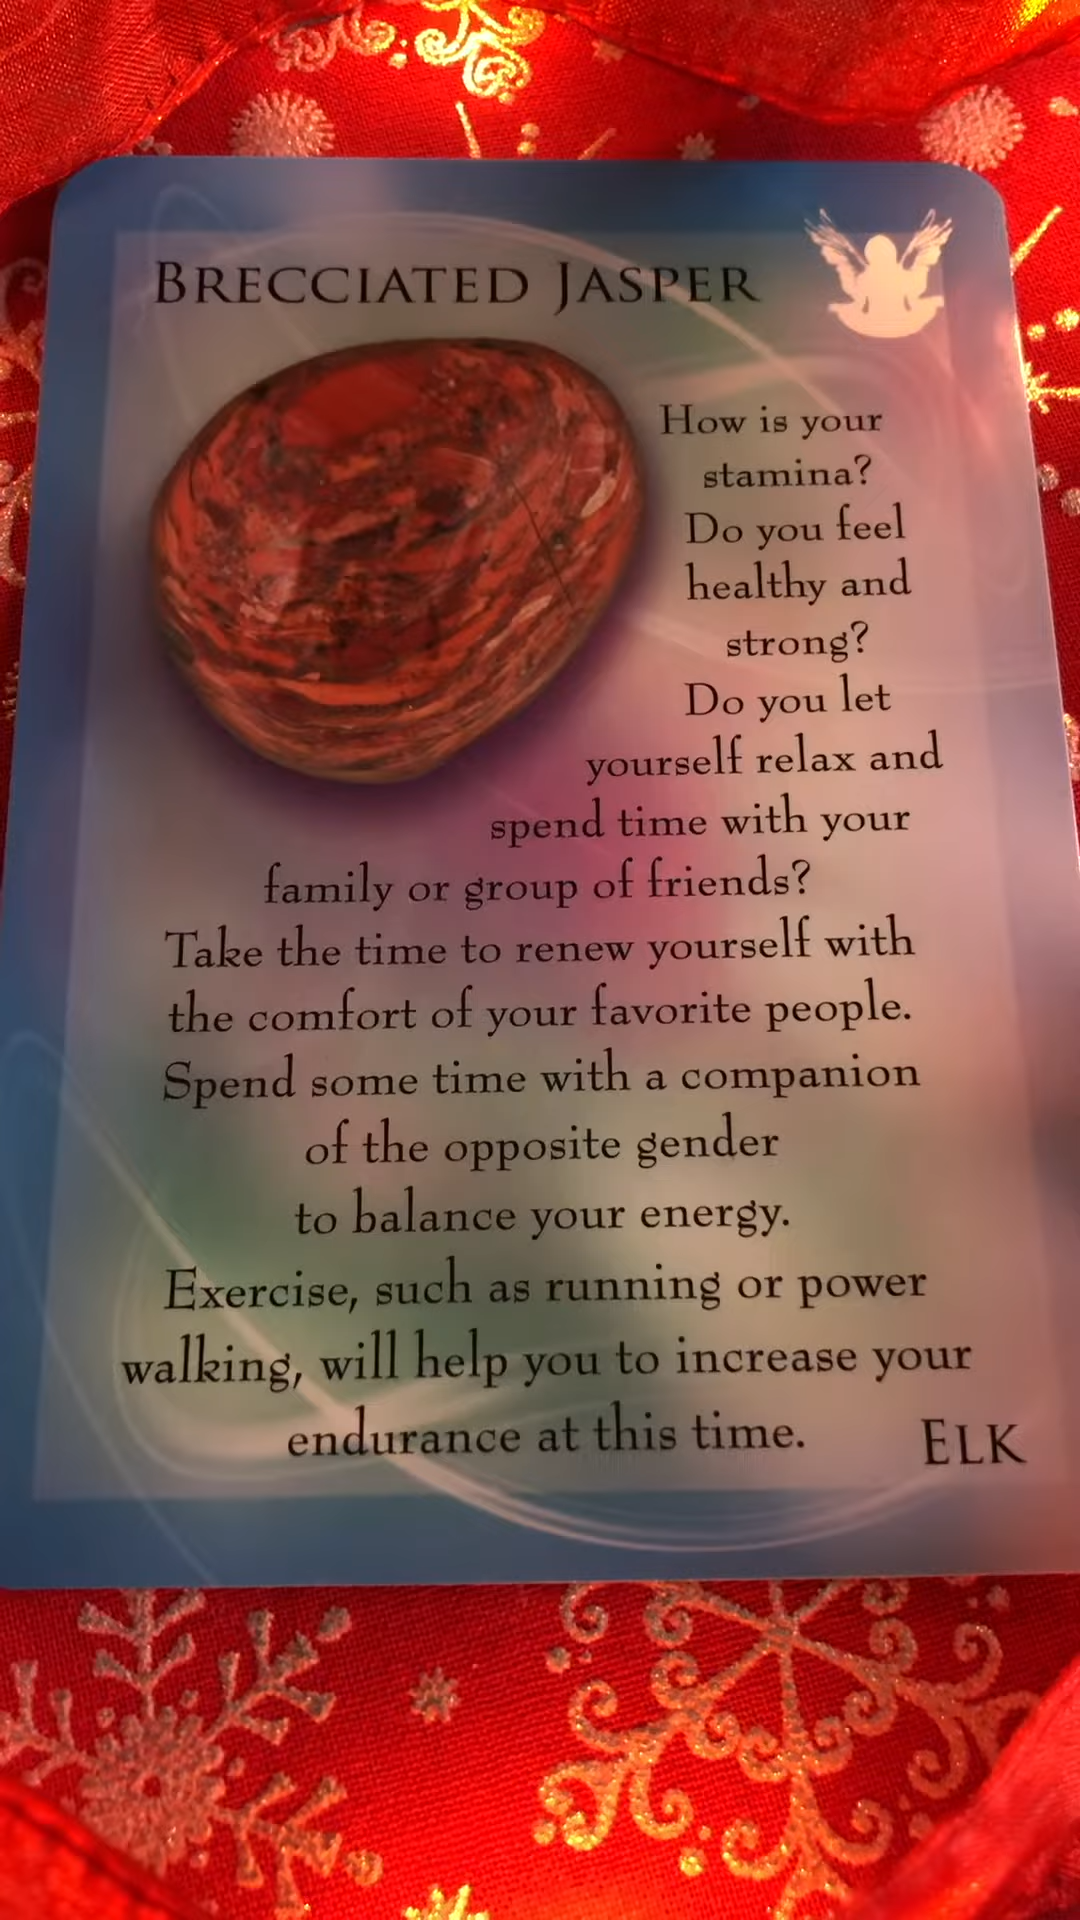 BRECCIATED JASPER
How is your
stamina?
Do you feel
healthy and
strong?
Do you let
yourself relax and
spend time with your
family or group of friends?
Take the time to renew yourself with
the comfort of your favorite people.
Spend some time with a companion
of the opposite gender
to balance your energy.
Exercise, such as running or power
walking, will help you to increase your
endurance at this time.
ELK